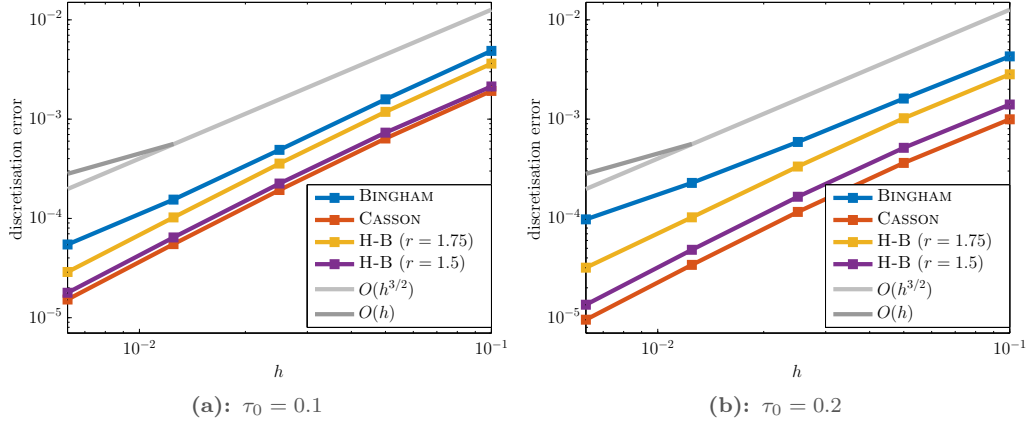 discretisation error
10^{-2}
10^{-3}
10^{-4}
10^{-5}
BINGHAM
CASSON
H-B (r = 1.75)
H-B (r = 1.5)
O(h^{3/2})
O(h)
10^{-2}
10^{-1}
h
(a): τ_0 = 0.1
discretisation error
10^{-2}
10^{-3}
10^{-4}
10^{-5}
BINGHAM
CASSON
H-B (r = 1.75)
H-B (r = 1.5)
O(h^{3/2})
O(h)
10^{-2}
10^{-1}
h
(b): τ_0 = 0.2